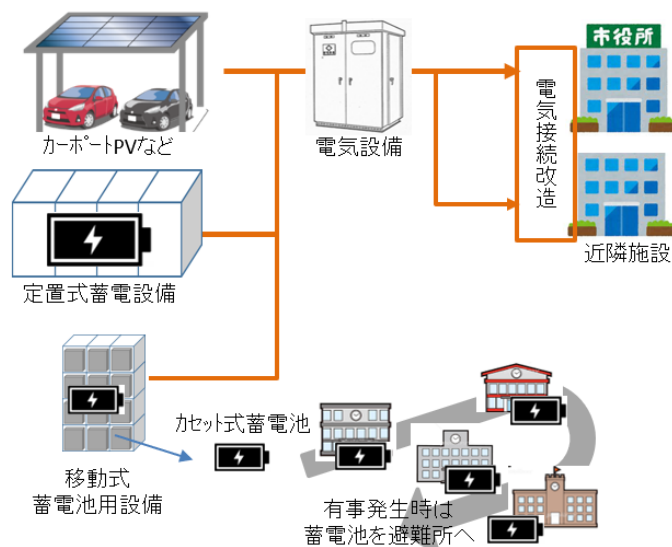 市役所
カーポートPVなど
電気設備
電気接続改造
近隣施設
定置式蓄電設備
カセット式蓄電池
移動式
蓄電池用設備
有事発生時は
蓄電池を避難所へ